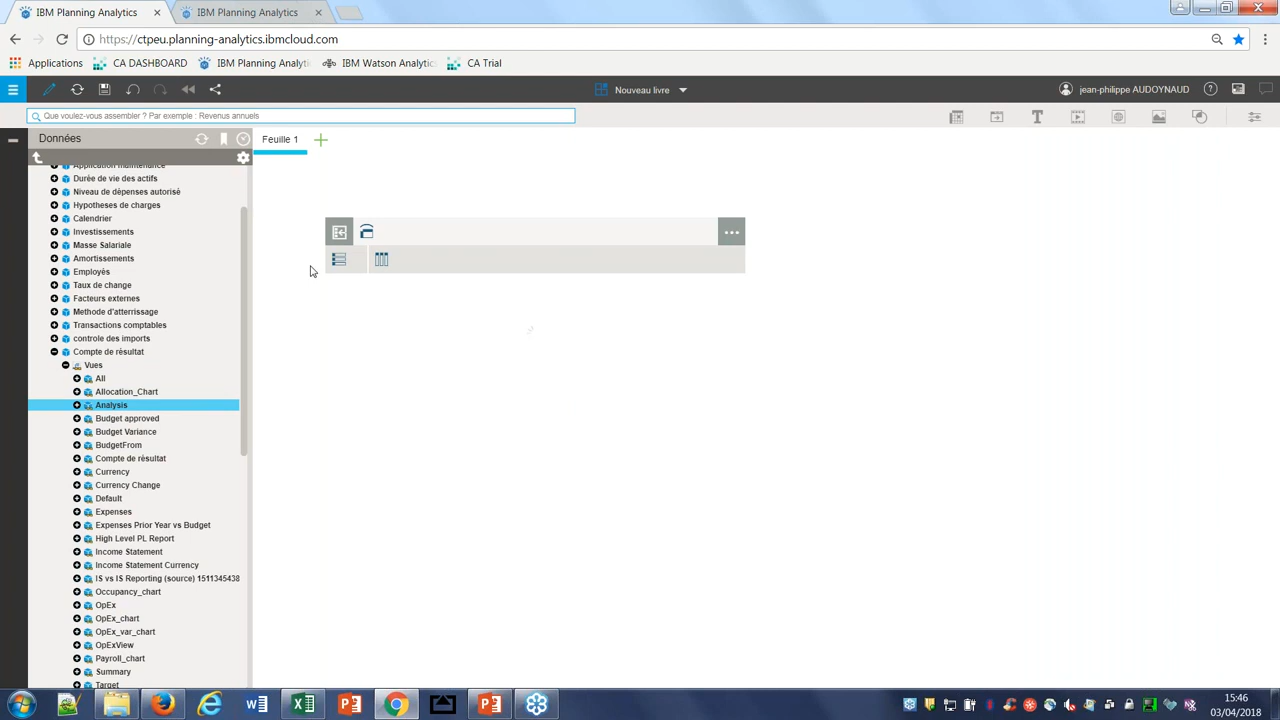 IBM Planning Analytics
IBM Planning Analytics
https://ctpeu.planning-analytics.ibmcloud.com
Applications
CA DASHBOARD
IBM Planning Analyti
IBM Watson Analytics
CA Trial
Nouveau livre
jean-philippe AUDOYNAUD
Que voulez-vous assembler ? Par exemple : Revenus annuels
Données
Feuille 1
Application maintenance
Durée de vie des actifs
Niveau de dépenses autorisé
Hypotheses de charges
Calendrier
Investissements
Masse Salariale
Amortissements
Employés
Taux de change
Facteurs externes
Methode d'atterrissage
Transactions comptables
controle des imports
Compte de résultat
Vues
All
Allocation_Chart
Analysis
Budget approved
Budget Variance
BudgetFrom
Compte de résultat
Currency
Currency Change
Default
Expenses
Expenses Prior Year vs Budget
High Level PL Report
Income Statement
Income Statement Currency
IS vs IS Reporting (source) 1511345438
Occupancy_chart
OpEx
OpEx_chart
OpEx_var_chart
OpExView
Payroll_chart
Summary
Target
15:46
03/04/2018